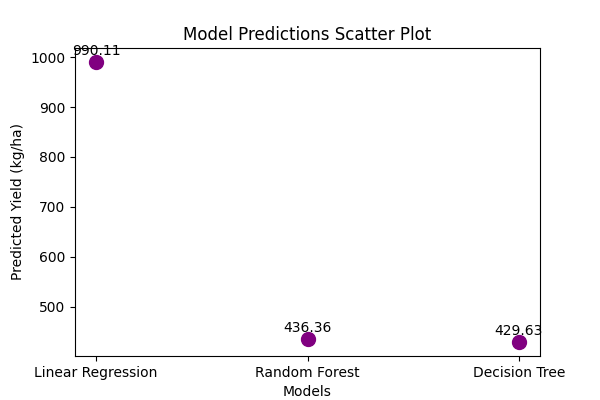 Model Predictions Scatter Plot
990.11
1000
900
800
700
600
500
436.36
429.63
Predicted Yield (kg/ha)
Linear Regression
Random Forest
Decision Tree
Models